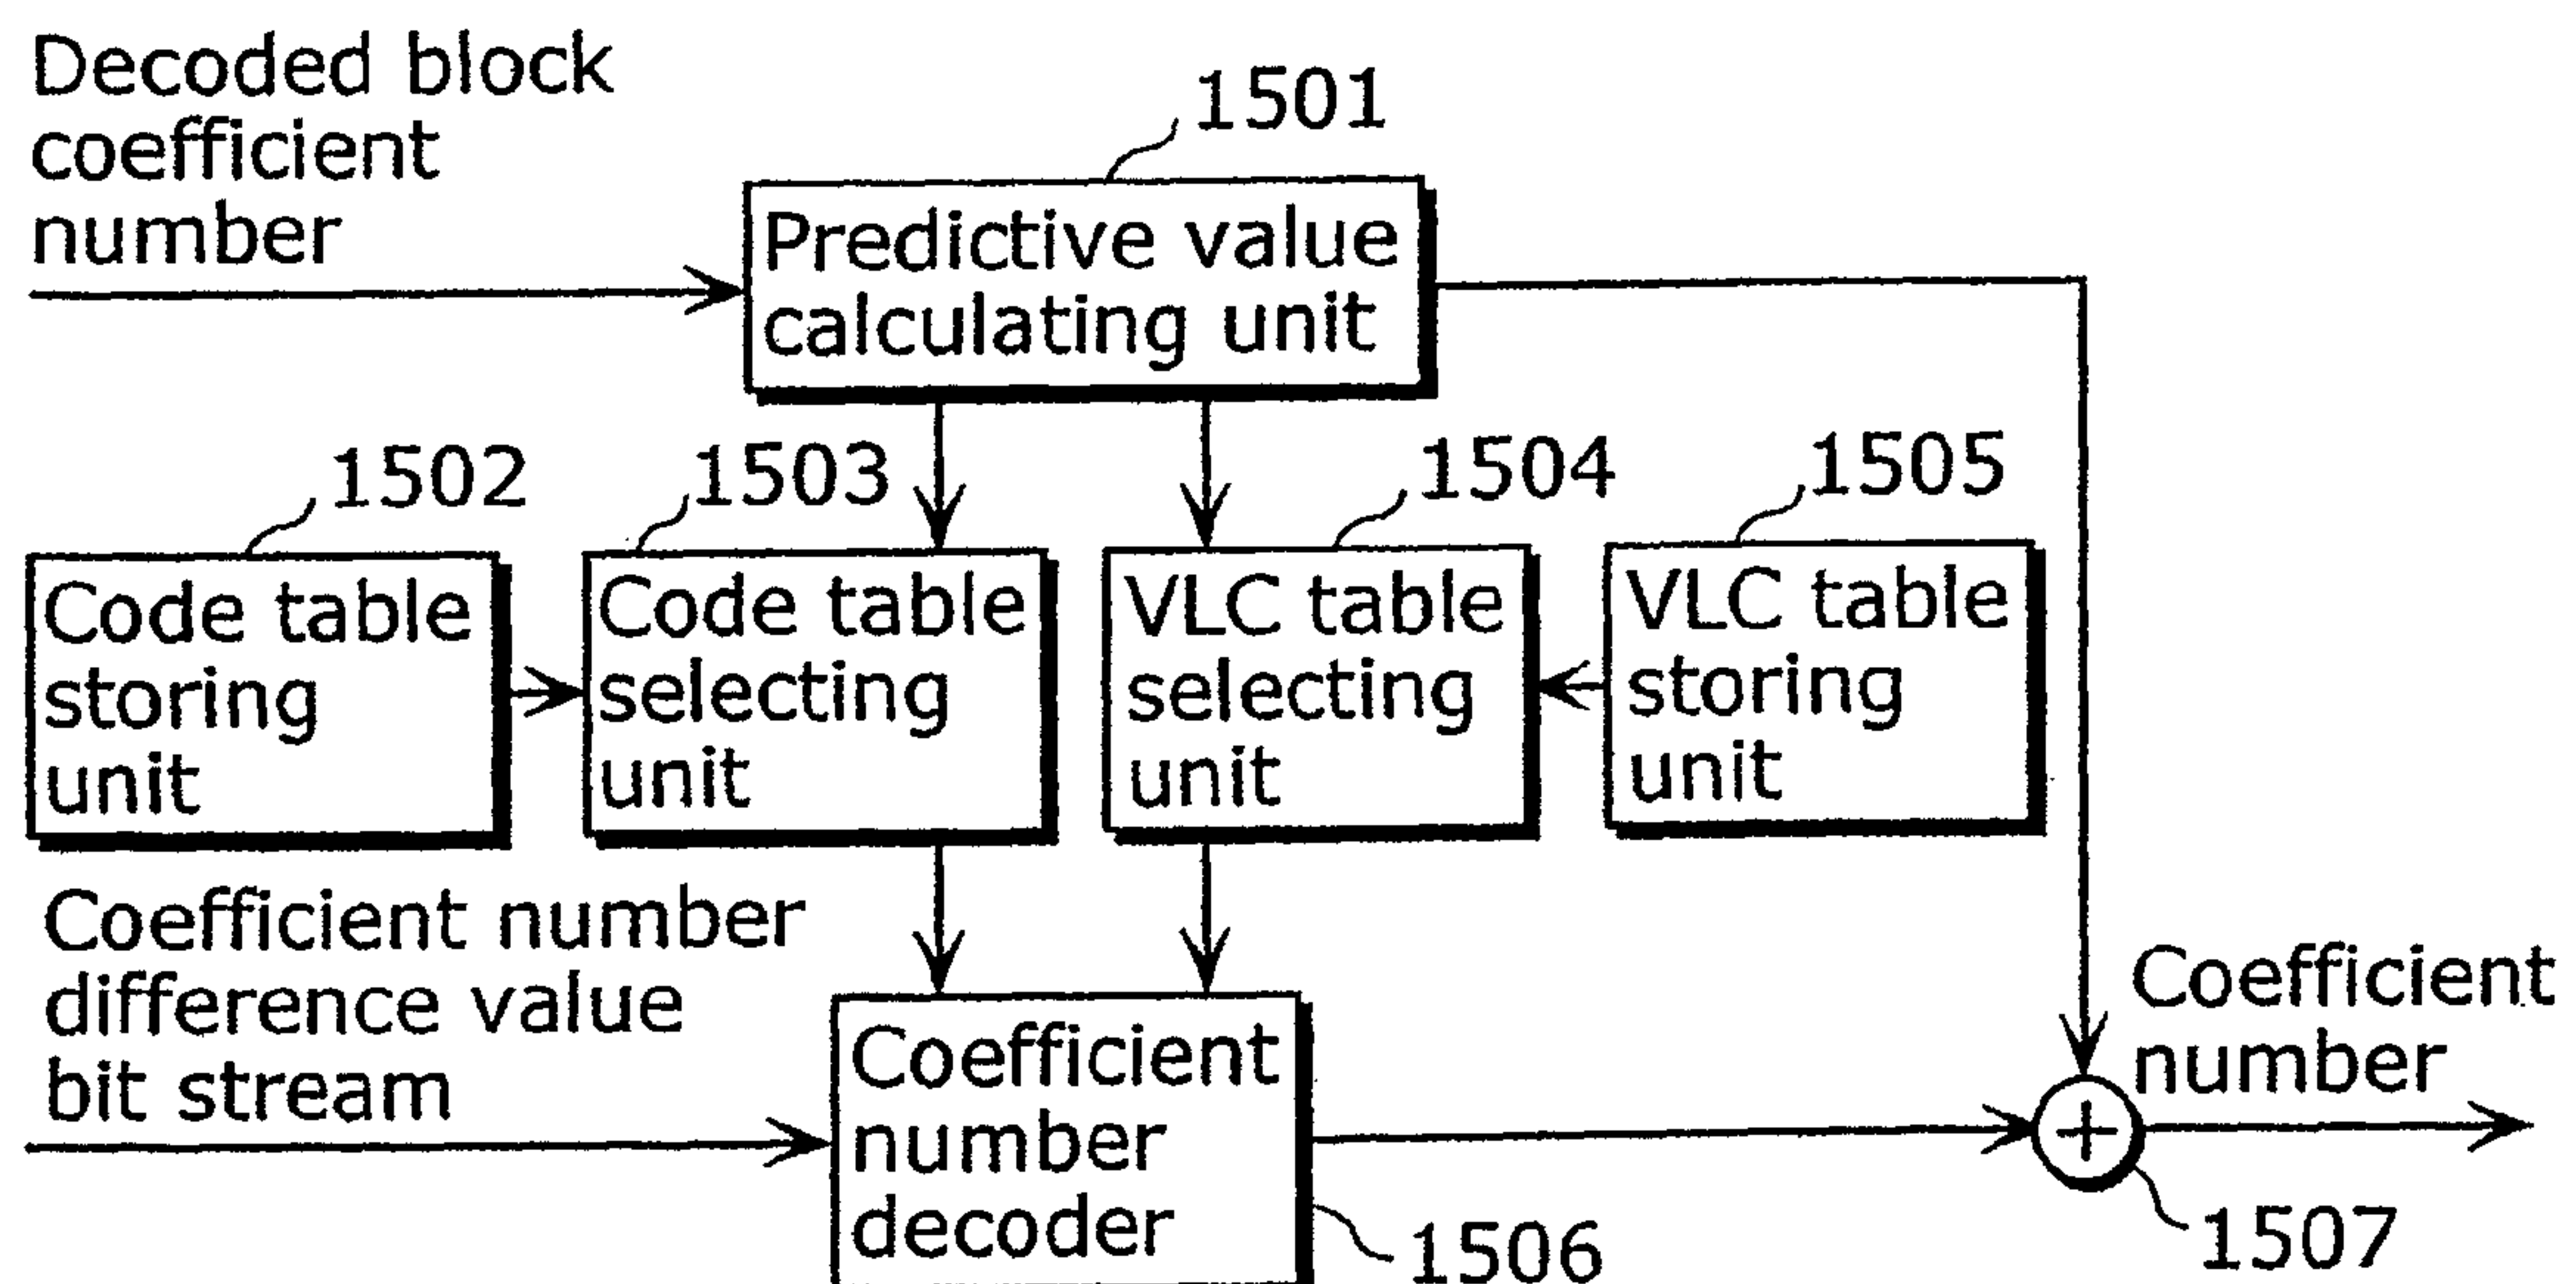 Decoded block
coefficient
number
1501
Predictive value
calculating unit
1502
1503
1504
1505
Code table
storing
unit
Code table
selecting
unit
VLC table
selecting
unit
VLC table
storing
unit
Coefficient number
difference value
bit stream
Coefficient
number
decoder
1506
Coefficient
number
+
1507